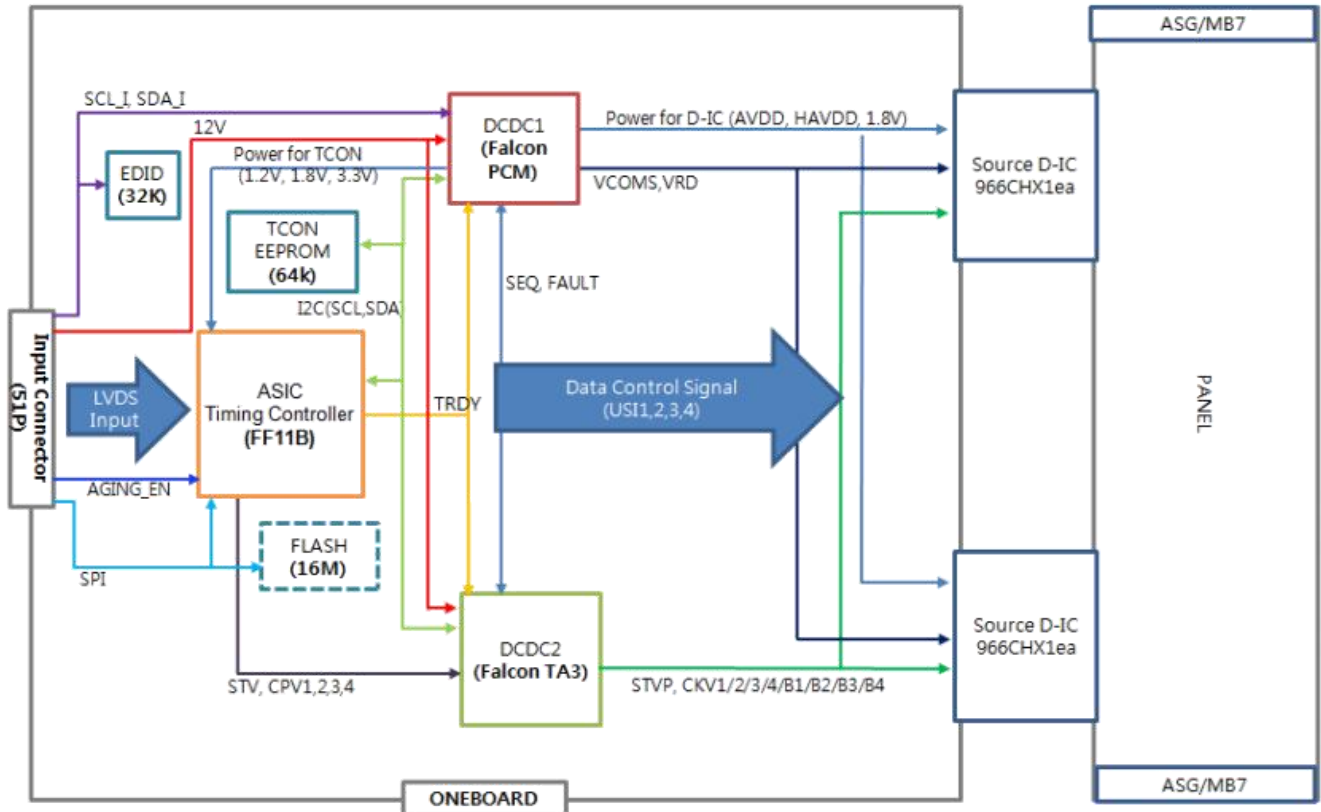 ASG/MB7
SCL_I, SDA_I
12V
Power for TCON
(1.2V, 1.8V, 3.3V)
EDID
(32K)
DCDC1
(Falcon
PCM)
Power for D-IC (AVDD, HAVDD, 1.8V)
VCOMS,VRD
Source D-IC
966CHX1ea
TCON
EEPROM
(64k)
I2C(SCL,SDA)
SEQ, FAULT
Input Connector
(51P)
LVDS
Input
ASIC
Timing Controller
(FF11B)
TRDY
Data Control Signal
(USI1,2,3,4)
PANEL
AGING_EN
SPI
FLASH
(16M)
DCDC2
(Falcon TA3)
STV, CPV1,2,3,4
STVP, CKV1/2/3/4/B1/B2/B3/B4
Source D-IC
966CHX1ea
ASG/MB7
ONEBOARD